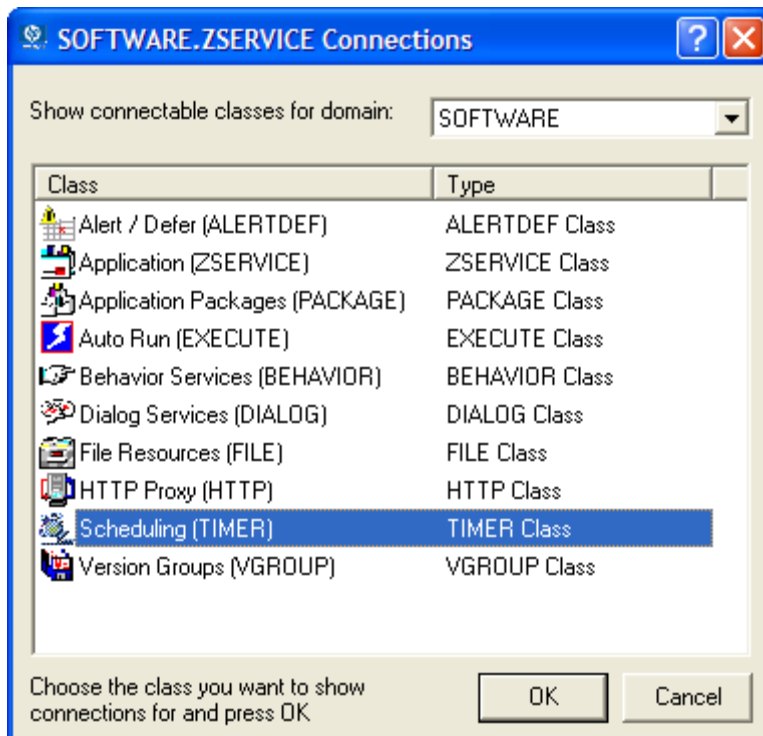 SOFTWARE.ZSERVICE Connections
Show connectable classes for domain: SOFTWARE
Class Type
Alert / Defer (ALERTDEF) ALERTDEF Class
Application (ZSERVICE) ZSERVICE Class
Application Packages (PACKAGE) PACKAGE Class
Auto Run (EXECUTE) EXECUTE Class
Behavior Services (BEHAVIOR) BEHAVIOR Class
Dialog Services (DIALOG) DIALOG Class
File Resources (FILE) FILE Class
HTTP Proxy (HTTP) HTTP Class
Scheduling (TIMER) TIMER Class
Version Groups (VGROUP) VGROUP Class
Choose the class you want to show
connections for and press OK
OK Cancel